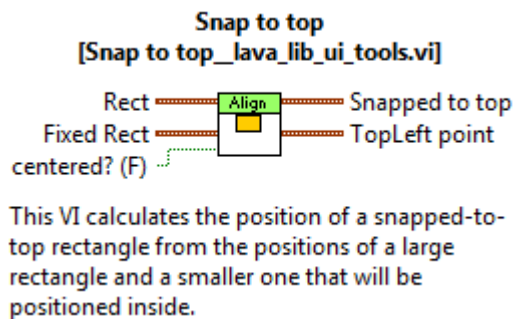 Snap to top
[Snap to top__lava_lib_ui_tools.vi]
Rect
Align
Snapped to top
Fixed Rect
TopLeft point
centered? (F)
This VI calculates the position of a snapped-to-
top rectangle from the positions of a large
rectangle and a smaller one that will be
positioned inside.